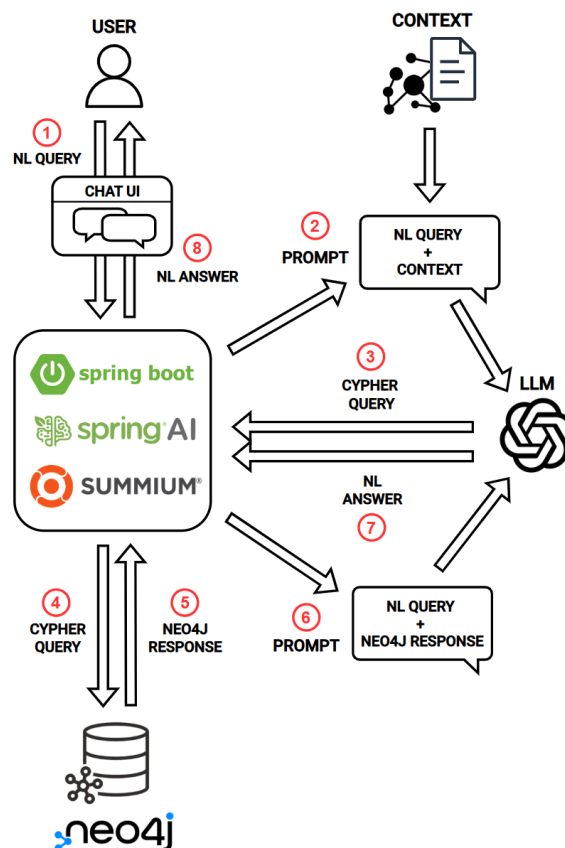 USER
CONTEXT
1
NL QUERY
CHAT UI
8
NL ANSWER
2
PROMPT
NL QUERY
+
CONTEXT
spring boot
spring® AI
SUMMIUM®
3
CYPHER
QUERY
LLM
NL
ANSWER
7
4
CYPHER
QUERY
5
NEO4J
RESPONSE
6
PROMPT
NL QUERY
+
NEO4J RESPONSE
neo4j